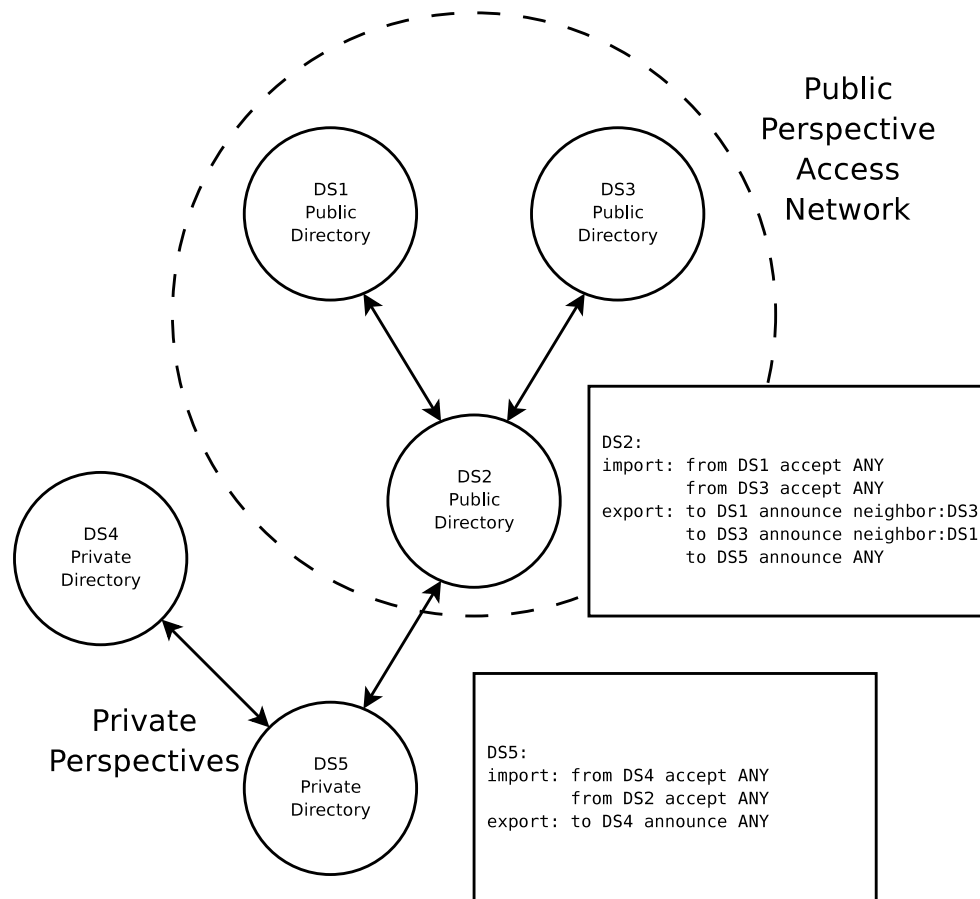 Public
Perspective
Access
Network
DS1
Public
Directory
DS3
Public
Directory
DS2
Public
Directory
DS2:
import: from DS1 accept ANY
from DS3 accept ANY
export: to DS1 announce neighbor:DS3
to DS3 announce neighbor:DS1
to DS5 announce ANY
DS4
Private
Directory
Private
Perspectives
DS5
Private
Directory
DS5:
import: from DS4 accept ANY
from DS2 accept ANY
export: to DS4 announce ANY